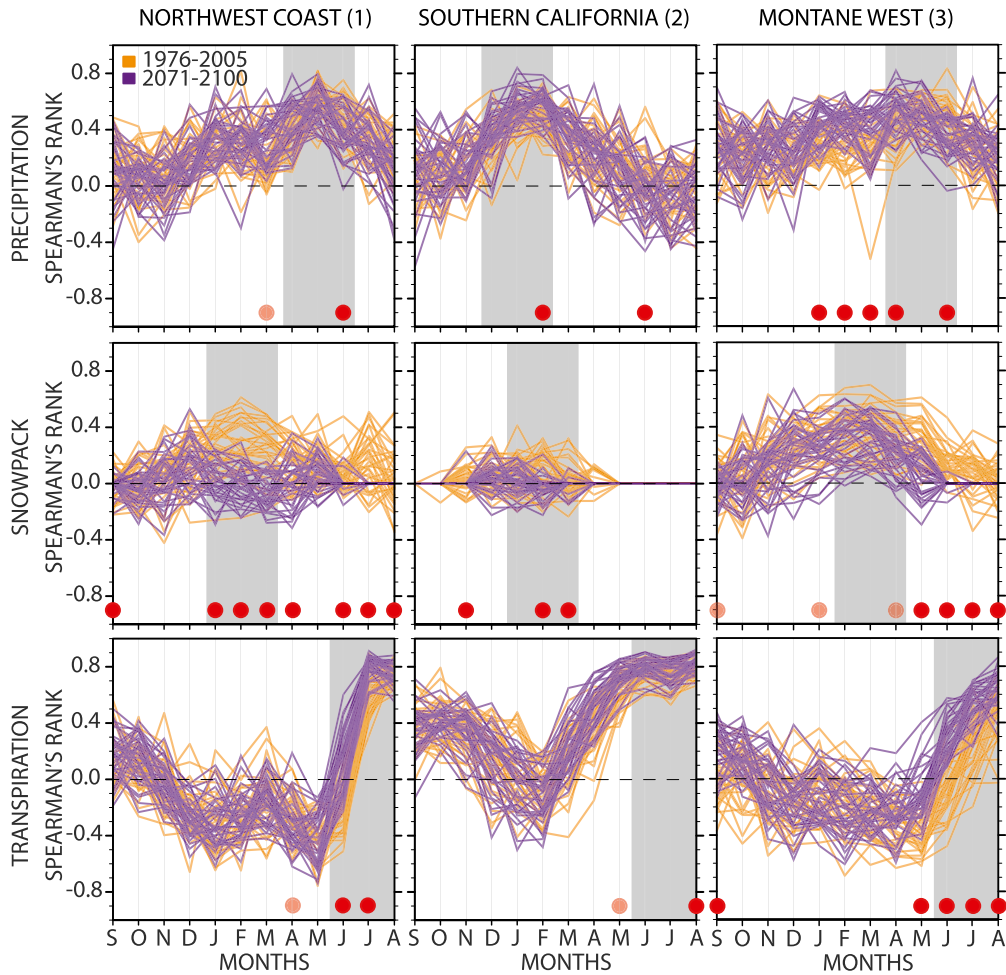 NORTHWEST COAST (1) SOUTHERN CALIFORNIA (2) MONTANE WEST (3)
1976-2005
2071-2100
PRECIPITATION
SPEARMAN'S RANK
0.8
0.4
0.0
-0.4
-0.8
SNOWPACK
SPEARMAN'S RANK
0.8
0.4
0.0
-0.4
-0.8
TRANSPIRATION
SPEARMAN'S RANK
0.8
0.4
0.0
-0.4
-0.8
S O N D J F M A M J J A S O N D J F M A M J J A S O N D J F M A M J J A
MONTHS MONTHS MONTHS